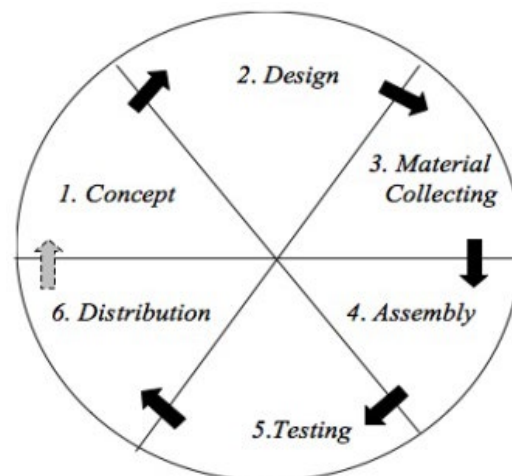 1. Concept
2. Design
3. Material
Collecting
4. Assembly
5.Testing
6. Distribution